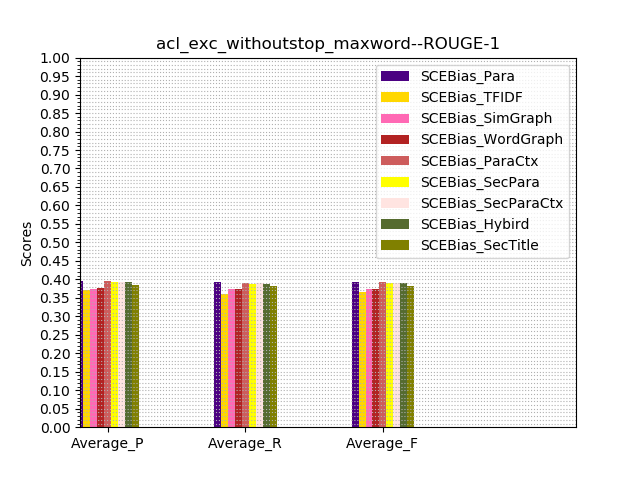 acl_exc_withoutstop_maxword--ROUGE-1
1.00
0.95
0.90
0.85
0.80
0.75
0.70
0.65
0.60
0.55
0.50
0.45
0.40
0.35
0.30
0.25
0.20
0.15
0.10
0.05
0.00
Scores
SCEBias_Para
SCEBias_TFIDF
SCEBias_SimGraph
SCEBias_WordGraph
SCEBias_ParaCtx
SCEBias_SecPara
SCEBias_SecParaCtx
SCEBias_Hybird
SCEBias_SecTitle
Average_P
Average_R
Average_F